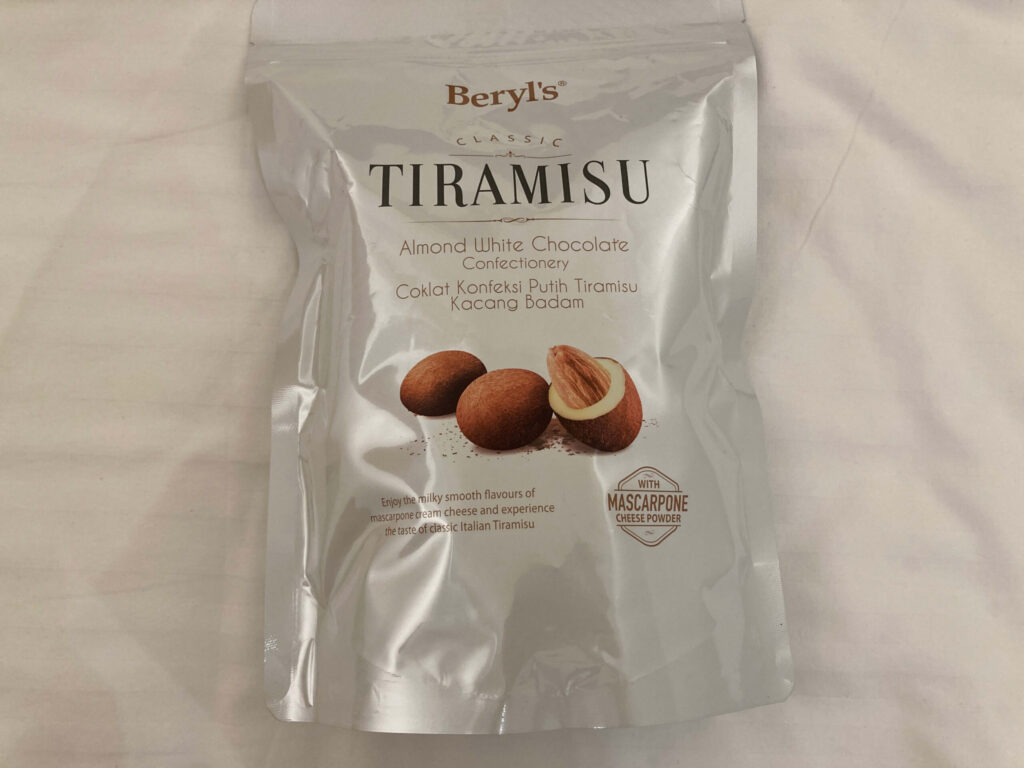 Beryl's®
CLASSIC
TIRAMISU
Almond White Chocolate
Confectionery
Coklat Konfeksi Putih Tiramisu
Kacang Badam
Enjoy the milky smooth flavours of
mascarpone cream cheese and experience
the taste of classic Italian Tiramisu
WITH
MASCARPONE
CHEESE POWDER